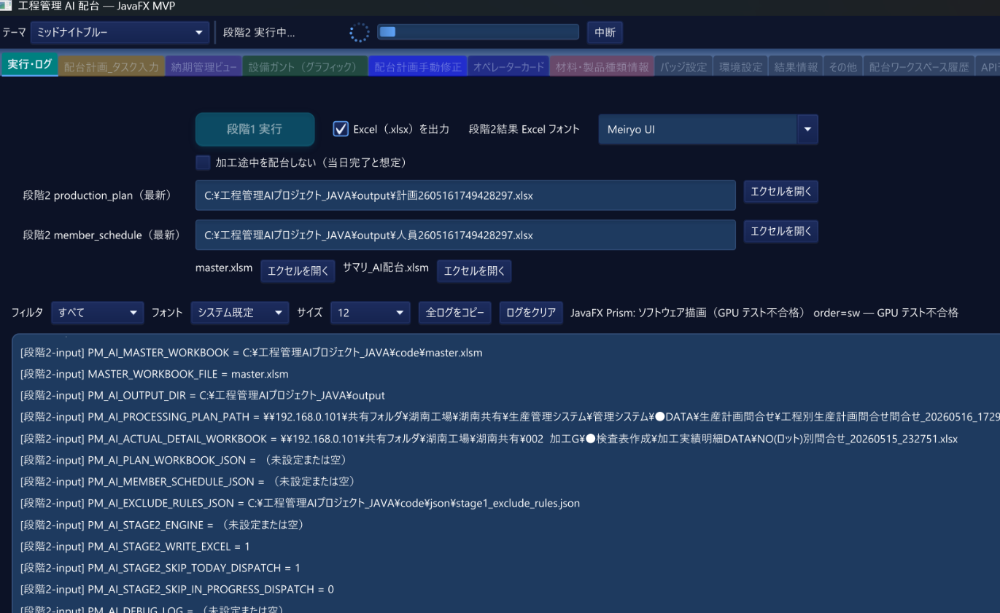 工程管理 AI 配台 — JavaFX MVP
テーマ ミッドナイトブルー 段階2 実行中... 中断
実行・ログ 配台計画_タスク入力 納期管理ビュー 設備ガント（グラフィック） 配台計画手動修正 オペレーターカード 材料・製品種類情報 バッジ設定 環境設定 結果情報 その他 配台ワークスペース履歴 API
段階1 実行 Excel（.xlsx）を出力 段階2結果 Excel フォント Meiryo UI
加工途中を配台しない（当日完了と想定）
段階2 production_plan（最新） C:¥工程管理AIプロジェクト_JAVA¥output¥計画2605161749428297.xlsx エクセルを開く
段階2 member_schedule（最新） C:¥工程管理AIプロジェクト_JAVA¥output¥人員2605161749428297.xlsx エクセルを開く
master.xlsm エクセルを開く サマリ_AI配台.xlsm エクセルを開く
フィルタ すべて フォント システム既定 サイズ 12 全ログをコピー ログをクリア JavaFX Prism: ソフトウェア描画（GPU テスト不合格） order=sw — GPU テスト不合格
[段階2-input] PM_AI_MASTER_WORKBOOK = C:¥工程管理AIプロジェクト_JAVA¥code¥master.xlsm
[段階2-input] MASTER_WORKBOOK_FILE = master.xlsm
[段階2-input] PM_AI_OUTPUT_DIR = C:¥工程管理AIプロジェクト_JAVA¥output
[段階2-input] PM_AI_PROCESSING_PLAN_PATH = ¥¥192.168.0.101¥共有フォルダ¥湖南工場¥湖南共有¥生産管理システム¥管理システム¥●DATA¥生産計画問合せ¥工程別生産計画問合せ問合せ_20260516_1729
[段階2-input] PM_AI_ACTUAL_DETAIL_WORKBOOK = ¥¥192.168.0.101¥共有フォルダ¥湖南工場¥湖南共有¥002 加工G¥●検査表作成¥加工実績明細DATA¥NO(ロット)別問合せ_20260515_232751.xlsx
[段階2-input] PM_AI_PLAN_WORKBOOK_JSON = （未設定または空）
[段階2-input] PM_AI_MEMBER_SCHEDULE_JSON = （未設定または空）
[段階2-input] PM_AI_EXCLUDE_RULES_JSON = C:¥工程管理AIプロジェクト_JAVA¥code¥json¥stage1_exclude_rules.json
[段階2-input] PM_AI_STAGE2_ENGINE = （未設定または空）
[段階2-input] PM_AI_STAGE2_WRITE_EXCEL = 1
[段階2-input] PM_AI_STAGE2_SKIP_TODAY_DISPATCH = 1
[段階2-input] PM_AI_STAGE2_SKIP_IN_PROGRESS_DISPATCH = 0
[段階2-input] PM_AI_DEBUG_LOG = （未設定または空）